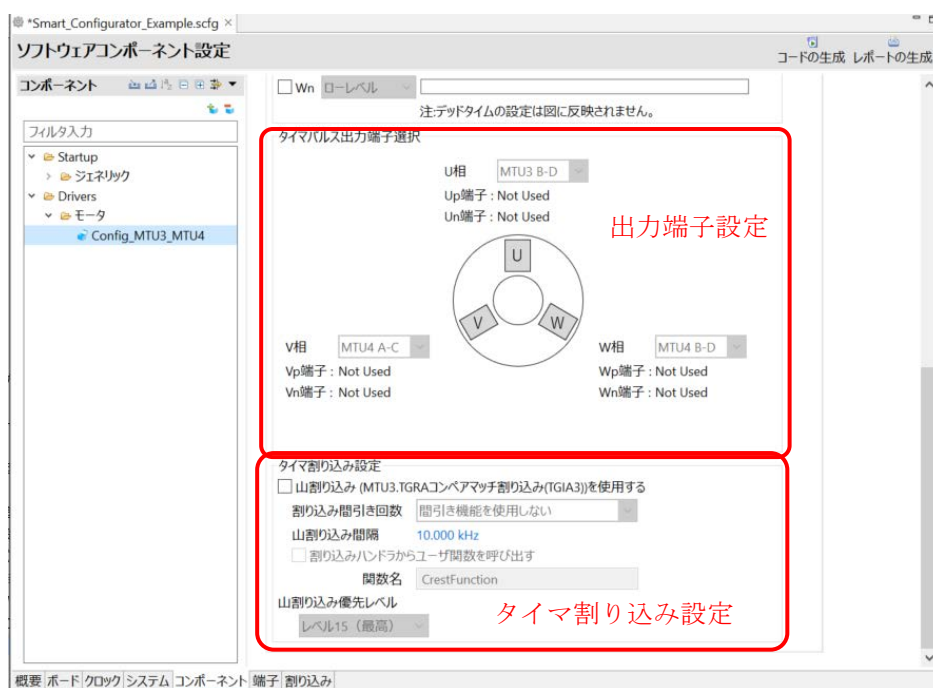 *Smart_Configurator_Example.scfg ×
ソフトウェアコンポーネント設定
コードの生成 レポートの生成
コンポーネント
フィルタ入力
Startup
ジェネリック
Drivers
モータ
Config_MTU3_MTU4
Wn ローレベル
注:デッドタイムの設定は図に反映されません。
タイマパルス出力端子選択
U相 MTU3 B-D
Up端子 : Not Used
Un端子 : Not Used
出力端子設定
U
V
W
V相 MTU4 A-C
Vp端子 : Not Used
Vn端子 : Not Used
W相 MTU4 B-D
Wp端子 : Not Used
Wn端子 : Not Used
タイマ割り込み設定
山割り込み (MTU3.TGRAコンペアマッチ割り込み(TGIA3))を使用する
割り込み間引き回数 間引き機能を使用しない
山割り込み間隔 10.000 kHz
割り込みハンドラからユーザ関数を呼び出す
関数名 CrestFunction
山割り込み優先レベル
レベル15（最高）
タイマ割り込み設定
概要 ボード クロック システム コンポーネント 端子 割り込み